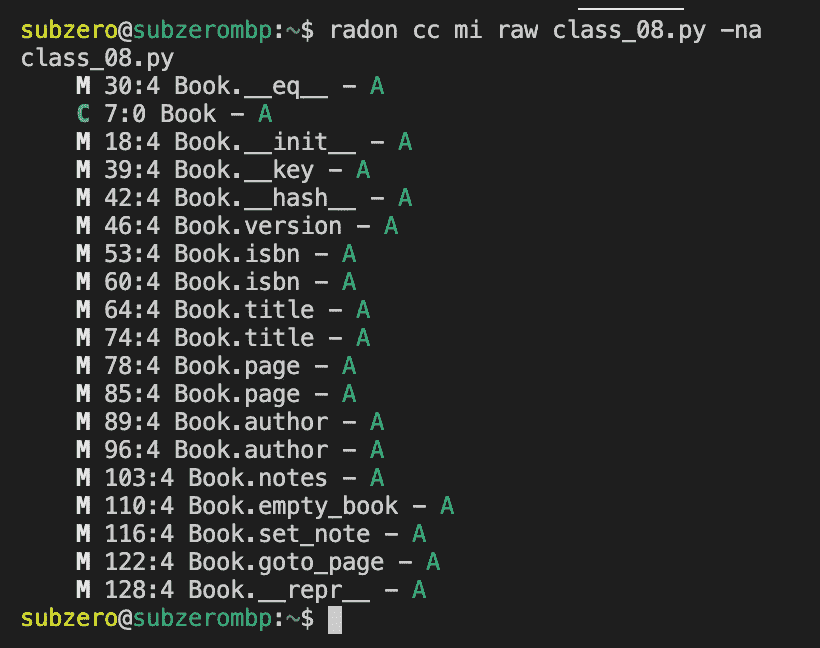 subzero@subzerombp:~$ radon cc mi raw class_08.py -na
class_08.py
    M 30:4 Book.__eq__ - A
    C 7:0 Book - A
    M 18:4 Book.__init__ - A
    M 39:4 Book.__key - A
    M 42:4 Book.__hash__ - A
    M 46:4 Book.version - A
    M 53:4 Book.isbn - A
    M 60:4 Book.isbn - A
    M 64:4 Book.title - A
    M 74:4 Book.title - A
    M 78:4 Book.page - A
    M 85:4 Book.page - A
    M 89:4 Book.author - A
    M 96:4 Book.author - A
    M 103:4 Book.notes - A
    M 110:4 Book.empty_book - A
    M 116:4 Book.set_note - A
    M 122:4 Book.goto_page - A
    M 128:4 Book.__repr__ - A
subzero@subzerombp:~$